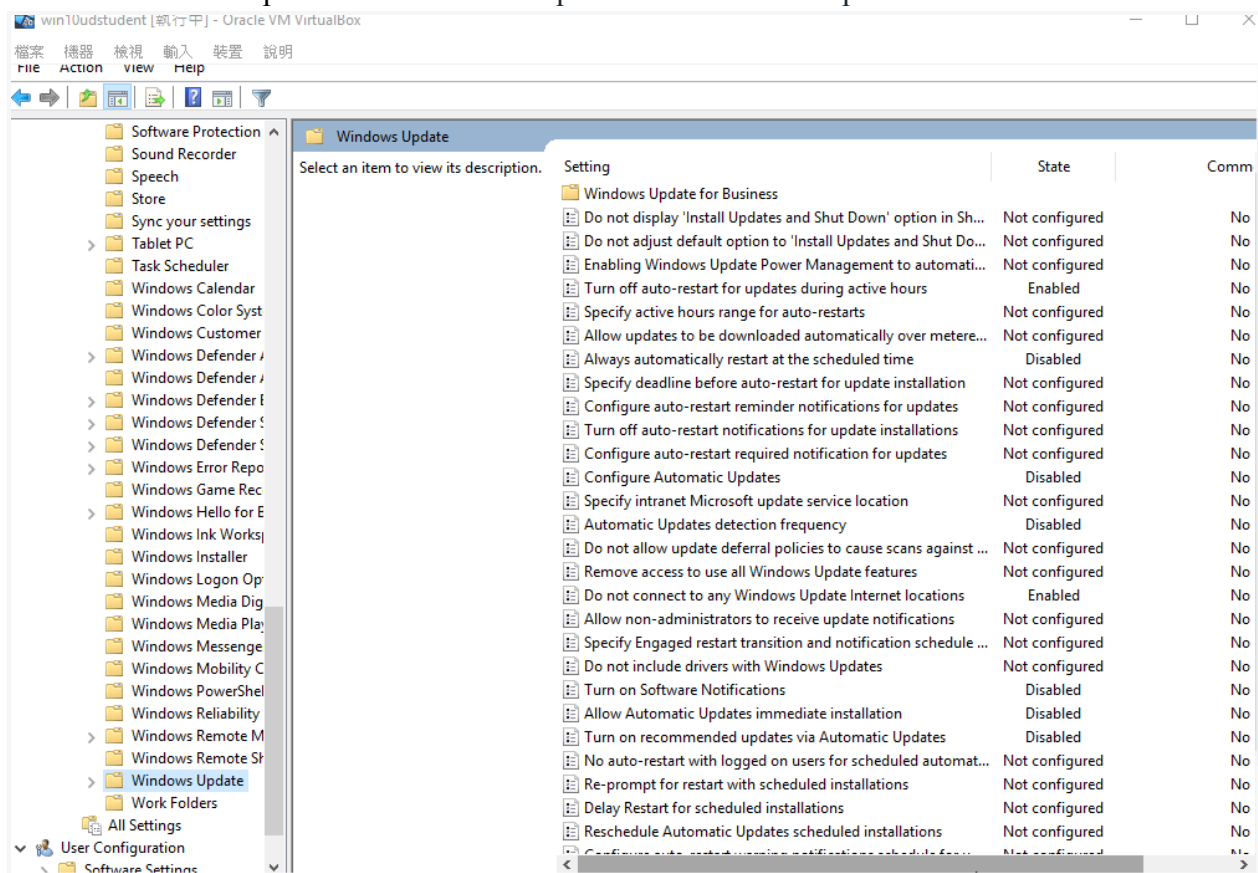 win10udstudent [執行中] - Oracle VM VirtualBox
檔案 機器 檢視 輸入 裝置 說明
File Action View Help
Software Protection
Sound Recorder
Speech
Store
Sync your settings
Tablet PC
Task Scheduler
Windows Calendar
Windows Color Syst
Windows Customer
Windows Defender A
Windows Defender A
Windows Defender E
Windows Defender S
Windows Defender S
Windows Error Repo
Windows Game Rec
Windows Hello for B
Windows Ink Works
Windows Installer
Windows Logon Op
Windows Media Dig
Windows Media Play
Windows Messenge
Windows Mobility C
Windows PowerShel
Windows Reliability
Windows Remote M
Windows Remote Sh
Windows Update
Work Folders
All Settings
User Configuration
Software Settings
Windows Update
Select an item to view its description.
Setting State Comm
Windows Update for Business
Do not display 'Install Updates and Shut Down' option in Sh... Not configured No
Do not adjust default option to 'Install Updates and Shut Do... Not configured No
Enabling Windows Update Power Management to automati... Not configured No
Turn off auto-restart for updates during active hours Enabled No
Specify active hours range for auto-restarts Not configured No
Allow updates to be downloaded automatically over metere... Not configured No
Always automatically restart at the scheduled time Disabled No
Specify deadline before auto-restart for update installation Not configured No
Configure auto-restart reminder notifications for updates Not configured No
Turn off auto-restart notifications for update installations Not configured No
Configure auto-restart required notification for updates Not configured No
Configure Automatic Updates Disabled No
Specify intranet Microsoft update service location Not configured No
Automatic Updates detection frequency Disabled No
Do not allow update deferral policies to cause scans against ... Not configured No
Remove access to use all Windows Update features Not configured No
Do not connect to any Windows Update Internet locations Enabled No
Allow non-administrators to receive update notifications Not configured No
Specify Engaged restart transition and notification schedule ... Not configured No
Do not include drivers with Windows Updates Not configured No
Turn on Software Notifications Disabled No
Allow Automatic Updates immediate installation Disabled No
Turn on recommended updates via Automatic Updates Disabled No
No auto-restart with logged on users for scheduled automat... Not configured No
Re-prompt for restart with scheduled installations Not configured No
Delay Restart for scheduled installations Not configured No
Reschedule Automatic Updates scheduled installations Not configured No
Configure auto-restart warning notifications schedule for u... Not configured No